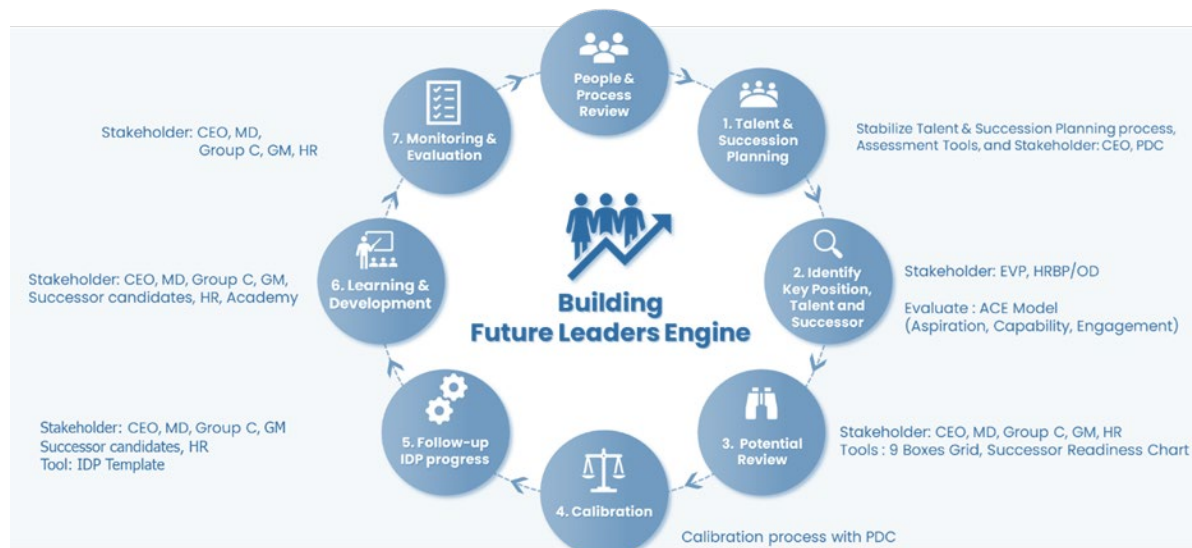 People &
Process
Review
1. Talent &
Succession
Planning
Stabilize Talent & Succession Planning process,
Assessment Tools, and Stakeholder: CEO, PDC
2. Identify
Key Position,
Talent and
Successor
Stakeholder: EVP, HRBP/OD
Evaluate : ACE Model
(Aspiration, Capability, Engagement)
3. Potential
Review
Stakeholder: CEO, MD, Group C, GM, HR
Tools : 9 Boxes Grid, Successor Readiness Chart
4. Calibration
Calibration process with PDC
5. Follow-up
IDP progress
Stakeholder: CEO, MD, Group C, GM
Successor candidates, HR
Tool: IDP Template
6. Learning &
Development
Stakeholder: CEO, MD, Group C, GM,
Successor candidates, HR, Academy
7. Monitoring &
Evaluation
Stakeholder: CEO, MD,
Group C, GM, HR
Building
Future Leaders Engine